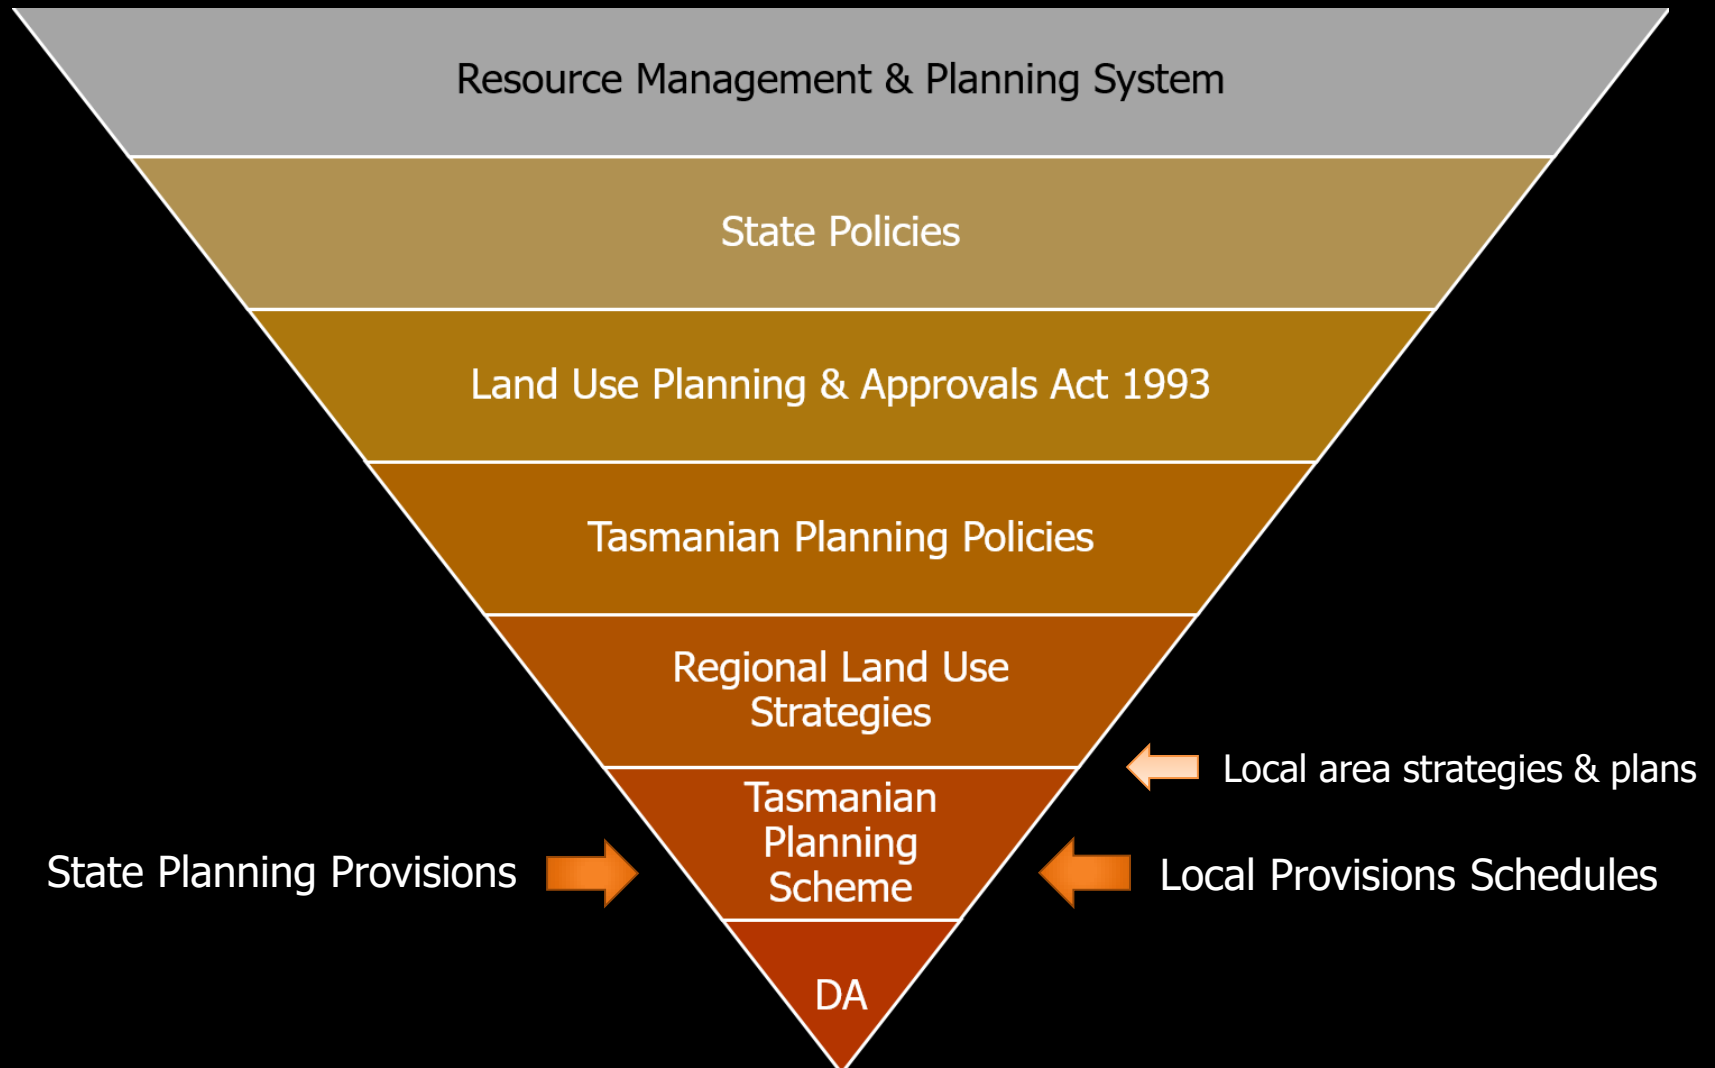 Resource Management & Planning System
State Policies
Land Use Planning & Approvals Act 1993
Tasmanian Planning Policies
Regional Land Use
Strategies
Local area strategies & plans
Tasmanian
Planning
Scheme
State Planning Provisions
Local Provisions Schedules
DA